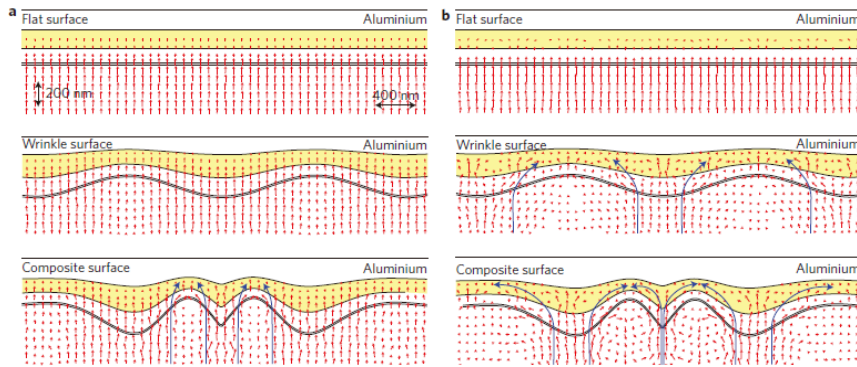 a
Flat surface Aluminium
200 nm
400 nm
Wrinkle surface Aluminium
Composite surface Aluminium
b
Flat surface Aluminium
Wrinkle surface Aluminium
Composite surface Aluminium